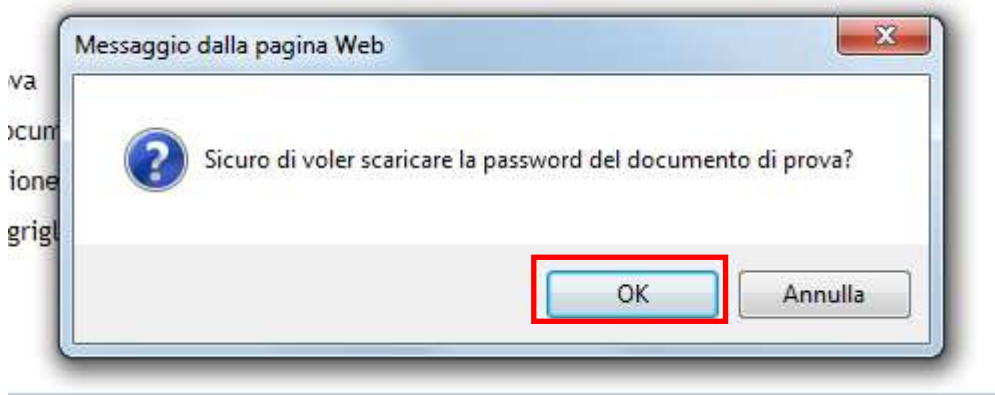 Messaggio dalla pagina Web
Sicuro di voler scaricare la password del documento di prova?
OK
Annulla